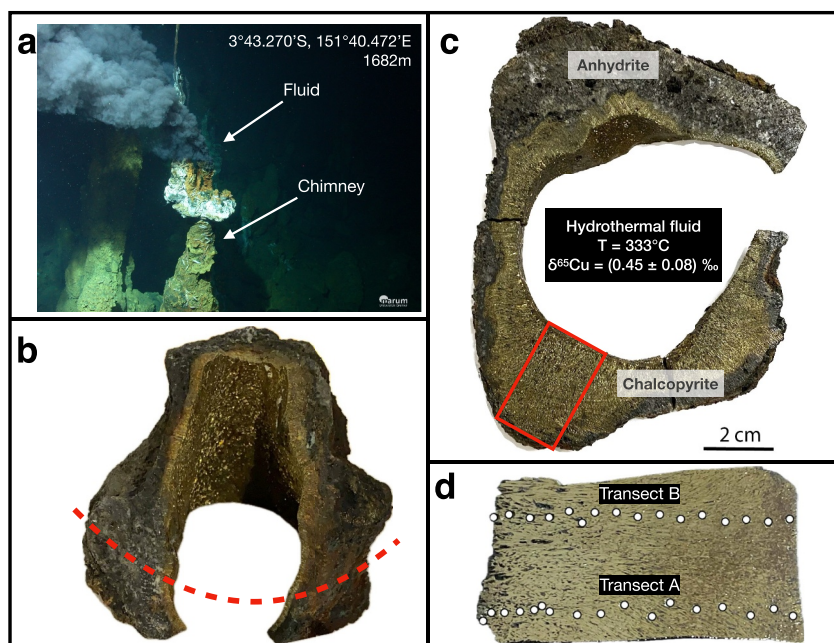 a
3°43.270’S, 151°40.472’E
1682m
Fluid
Chimney
marum
b
c
Anhydrite
Hydrothermal fluid
T = 333°C
δ⁶⁵Cu = (0.45 ± 0.08) ‰
Chalcopyrite
2 cm
d
Transect B
Transect A